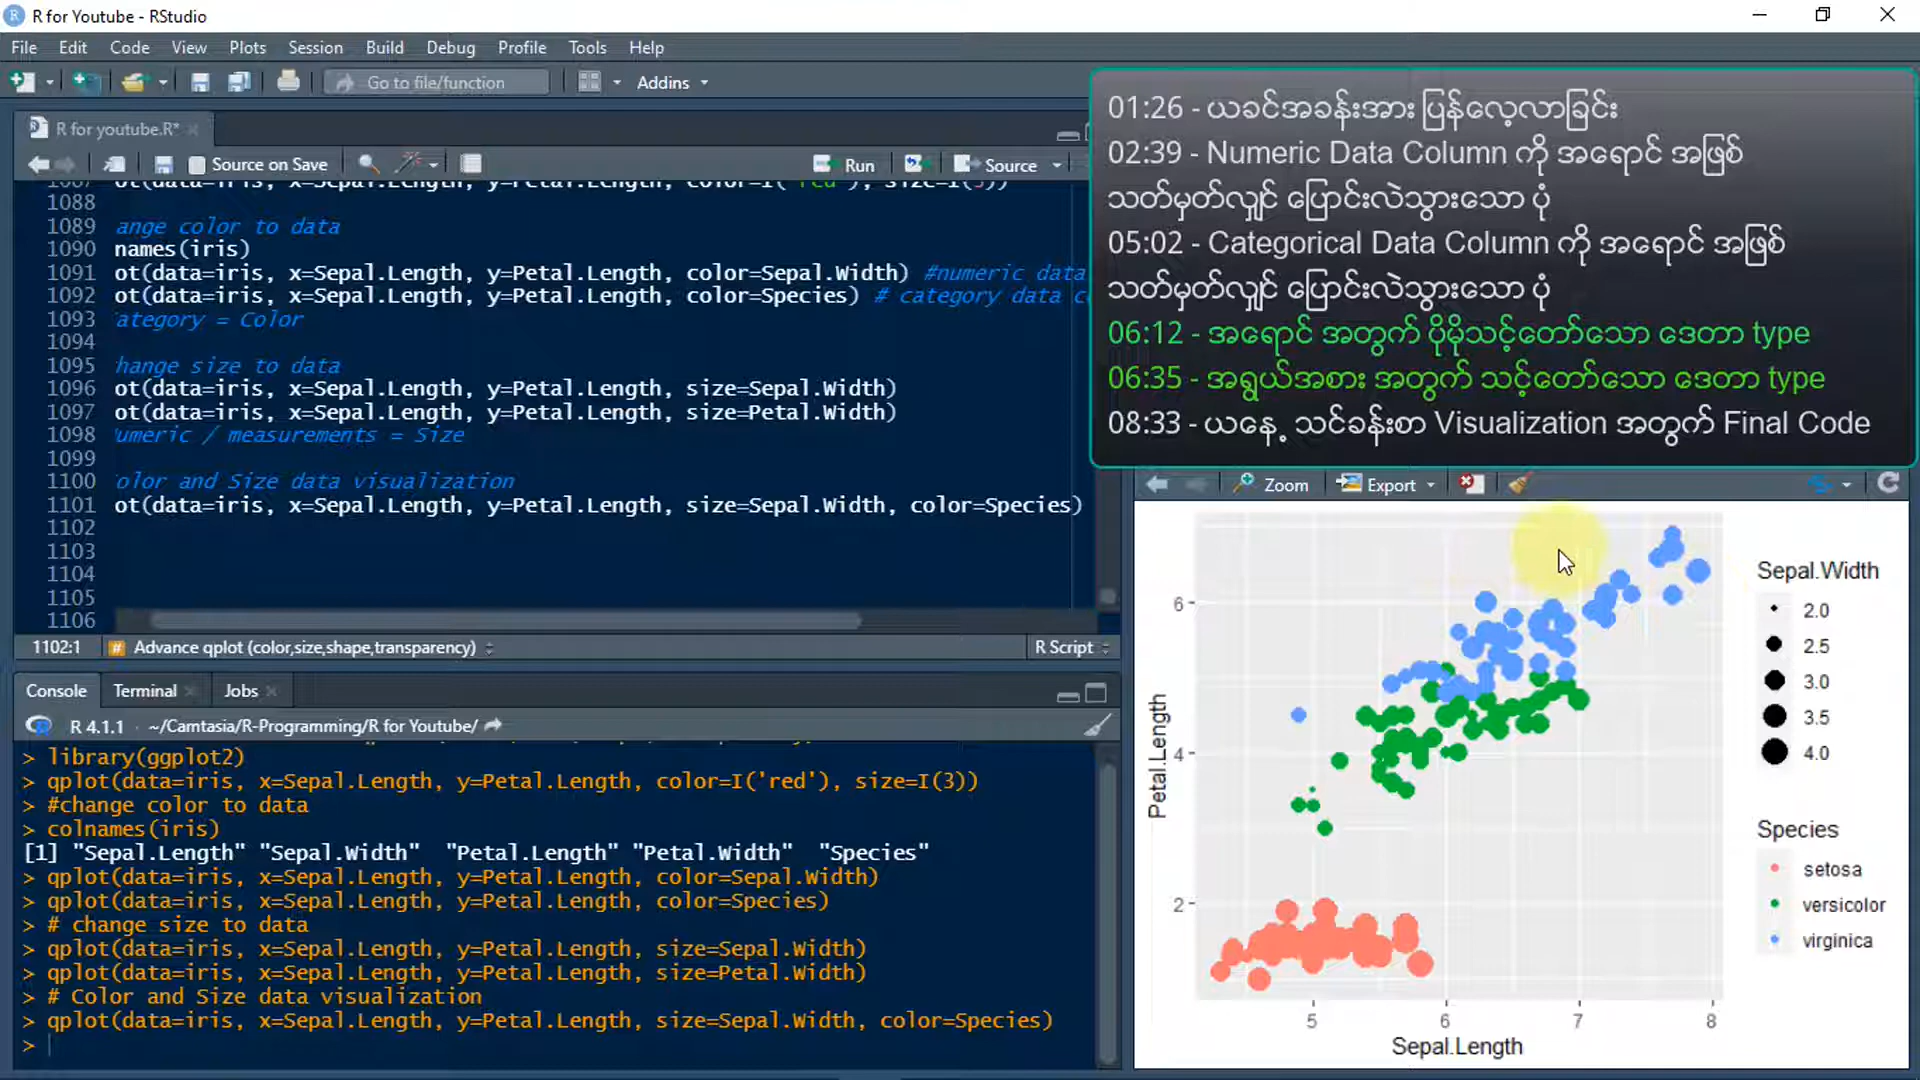 R for Youtube - RStudio
File Edit Code View Plots Session Build Debug Profile Tools Help
Go to file/function Addins
R for youtube.R*
Source on Save Run Source
1087 ot(data=iris, x=Sepal.Length, y=Petal.Length, color=I('red'), size=I(3))
1088
1089 ange color to data
1090 names(iris)
1091 ot(data=iris, x=Sepal.Length, y=Petal.Length, color=Sepal.Width) #numeric data
1092 ot(data=iris, x=Sepal.Length, y=Petal.Length, color=Species) # category data c
1093 ategory = Color
1094
1095 hange size to data
1096 ot(data=iris, x=Sepal.Length, y=Petal.Length, size=Sepal.Width)
1097 ot(data=iris, x=Sepal.Length, y=Petal.Length, size=Petal.Width)
1098 umeric / measurements = Size
1099
1100 olor and Size data visualization
1101 ot(data=iris, x=Sepal.Length, y=Petal.Length, size=Sepal.Width, color=Species)
1102
1103
1104
1105
1106
1102:1 # Advance qplot (color,size,shape,transparency) R Script
Console Terminal Jobs
R 4.1.1 · ~/Camtasia/R-Programming/R for Youtube/
> library(ggplot2)
> qplot(data=iris, x=Sepal.Length, y=Petal.Length, color=I('red'), size=I(3))
> #change color to data
> colnames(iris)
[1] "Sepal.Length" "Sepal.Width"  "Petal.Length" "Petal.Width"  "Species"
> qplot(data=iris, x=Sepal.Length, y=Petal.Length, color=Sepal.Width)
> qplot(data=iris, x=Sepal.Length, y=Petal.Length, color=Species)
> # change size to data
> qplot(data=iris, x=Sepal.Length, y=Petal.Length, size=Sepal.Width)
> qplot(data=iris, x=Sepal.Length, y=Petal.Length, size=Petal.Width)
> # Color and Size data visualization
> qplot(data=iris, x=Sepal.Length, y=Petal.Length, size=Sepal.Width, color=Species)
>
01:26 - ယခင်အခန်းအား ပြန်လေ့လာခြင်း
02:39 - Numeric Data Column ကို အရောင် အဖြစ်
သတ်မှတ်လျှင် ပြောင်းလဲသွားသော ပုံ
05:02 - Categorical Data Column ကို အရောင် အဖြစ်
သတ်မှတ်လျှင် ပြောင်းလဲသွားသော ပုံ
06:12 - အရောင် အတွက် ပိုမိုသင့်တော်သော ဒေတာ type
06:35 - အရွယ်အစား အတွက် သင့်တော်သော ဒေတာ type
08:33 - ယနေ့ သင်ခန်းစာ Visualization အတွက် Final Code
Zoom Export
Petal.Length
6
4
2
5 6 7 8
Sepal.Length
Sepal.Width
2.0
2.5
3.0
3.5
4.0
Species
setosa
versicolor
virginica